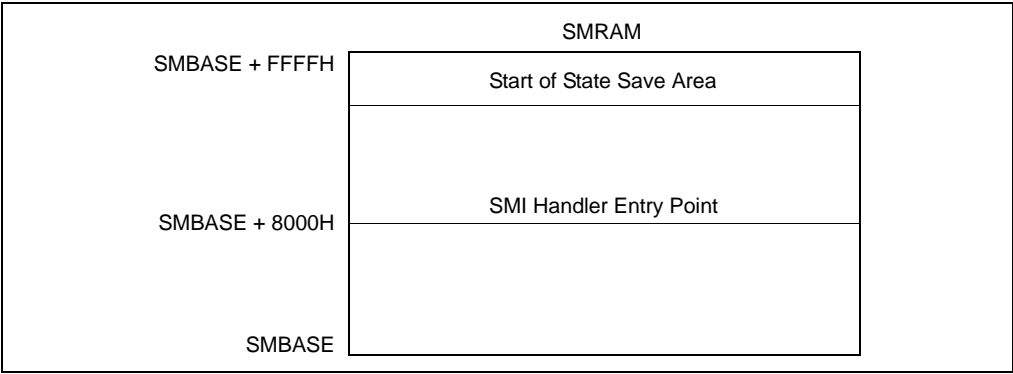 SMRAM
SMBASE + FFFFH
Start of State Save Area
SMI Handler Entry Point
SMBASE + 8000H
SMBASE